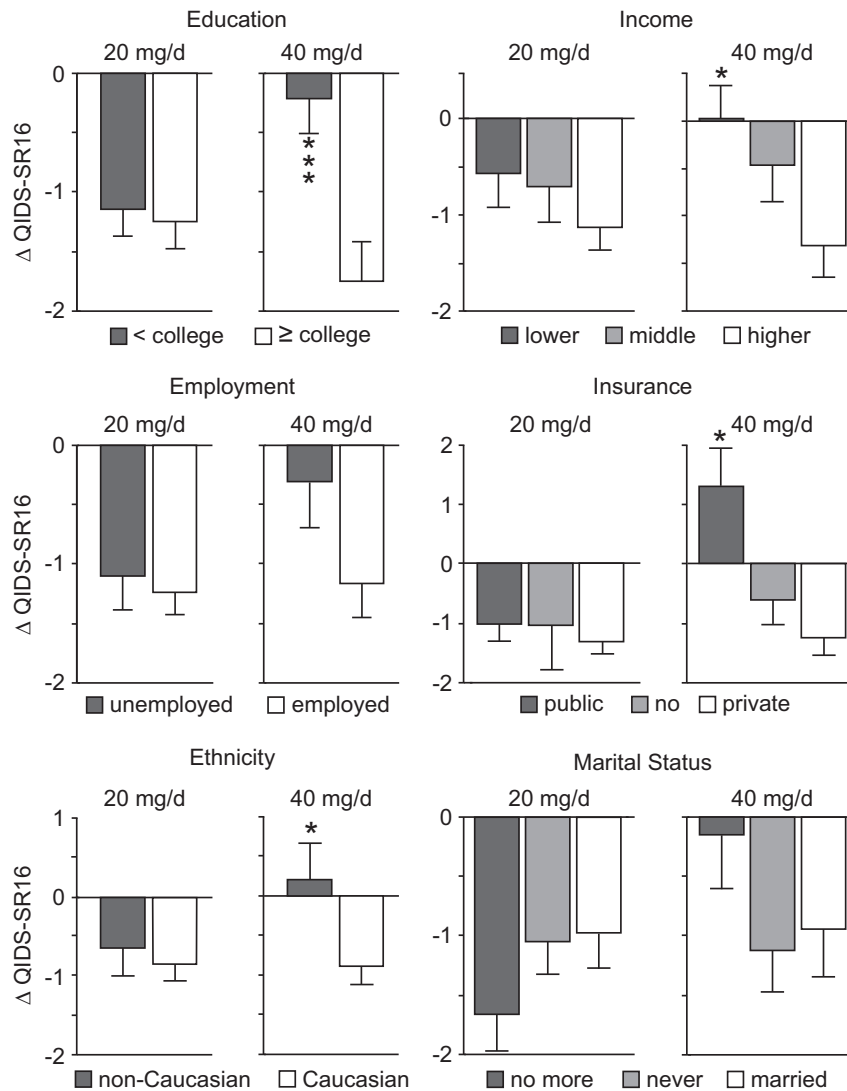 Education
20 mg/d 40 mg/d
0
-1
-2
Δ QIDS-SR16
***
< college ≥ college
Income
20 mg/d 40 mg/d
0
-1
-2
*
lower middle higher
Employment
20 mg/d 40 mg/d
0
-1
-2
Δ QIDS-SR16
unemployed employed
Insurance
20 mg/d 40 mg/d
2
1
0
-1
-2
*
public no private
Ethnicity
20 mg/d 40 mg/d
1
0
-1
-2
Δ QIDS-SR16
*
non-Caucasian Caucasian
Marital Status
20 mg/d 40 mg/d
0
-1
-2
no more never married